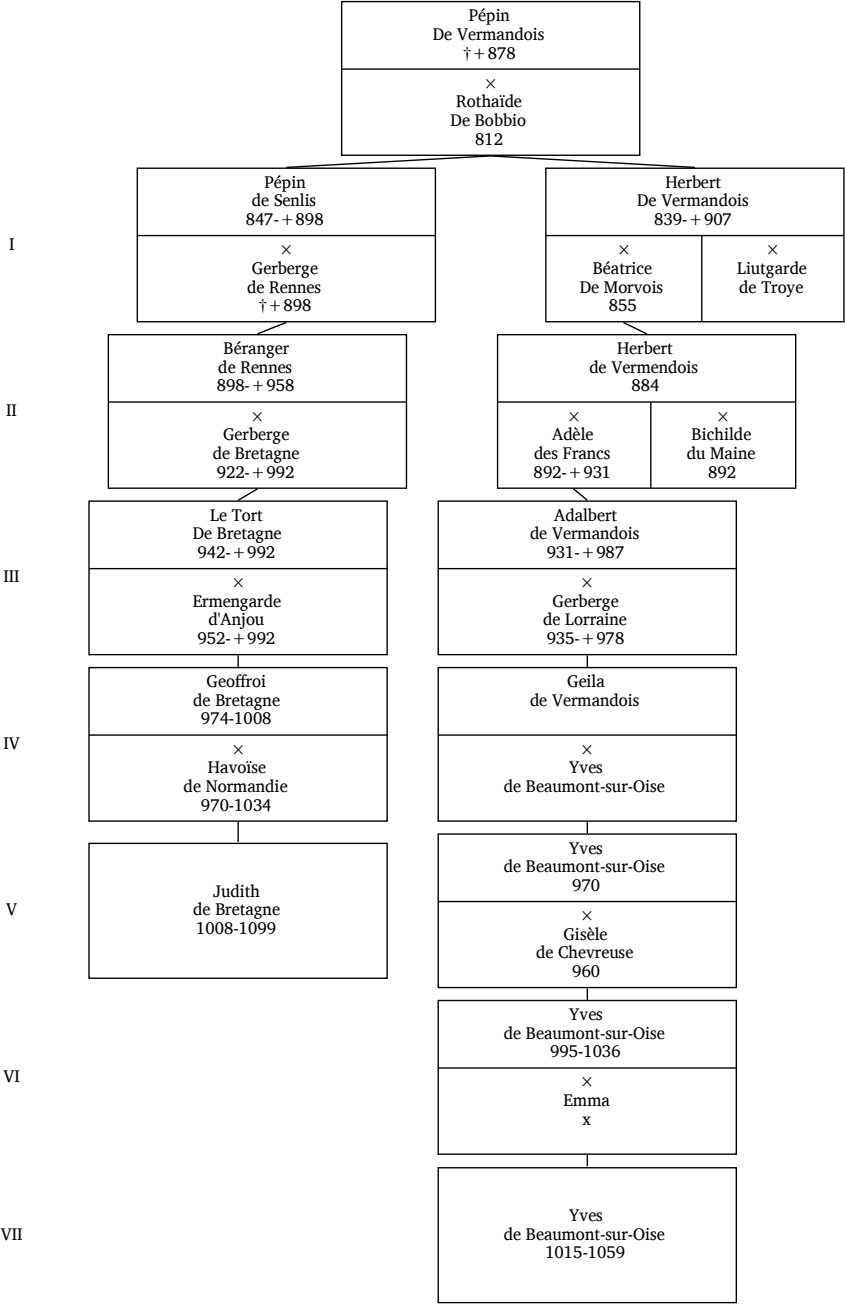 Pépin
De Vermandois
†+878
×
Rothaïde
De Bobbio
812
I
Pépin
de Senlis
847-+898
×
Gerberge
de Rennes
†+898
Herbert
De Vermandois
839-+907
×
Béatrice
De Morvois
855
×
Liutgarde
de Troye
II
Béranger
de Rennes
898-+958
×
Gerberge
de Bretagne
922-+992
Herbert
de Vermendois
884
×
Adèle
des Francs
892-+931
×
Bichilde
du Maine
892
III
Le Tort
De Bretagne
942-+992
×
Ermengarde
d'Anjou
952-+992
Adalbert
de Vermandois
931-+987
×
Gerberge
de Lorraine
935-+978
IV
Geoffroi
de Bretagne
974-1008
×
Havoïse
de Normandie
970-1034
Geila
de Vermandois
×
Yves
de Beaumont-sur-Oise
V
Judith
de Bretagne
1008-1099
Yves
de Beaumont-sur-Oise
970
×
Gisèle
de Chevreuse
960
VI
Yves
de Beaumont-sur-Oise
995-1036
×
Emma
x
VII
Yves
de Beaumont-sur-Oise
1015-1059